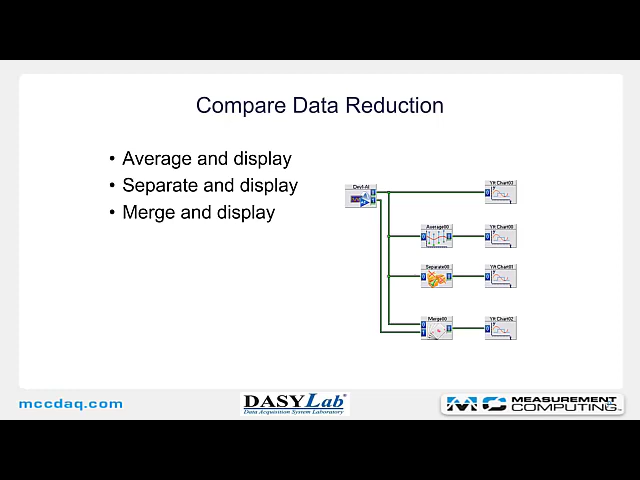 Compare Data Reduction
• Average and display
• Separate and display
• Merge and display
Dev1-AI
Y/t Chart03
Average00
Y/t Chart00
Separate00
Y/t Chart01
Merge00
Y/t Chart02
mccdaq.com
DASYLab®
Data Acquisition System Laboratory
MC MEASUREMENT
COMPUTING